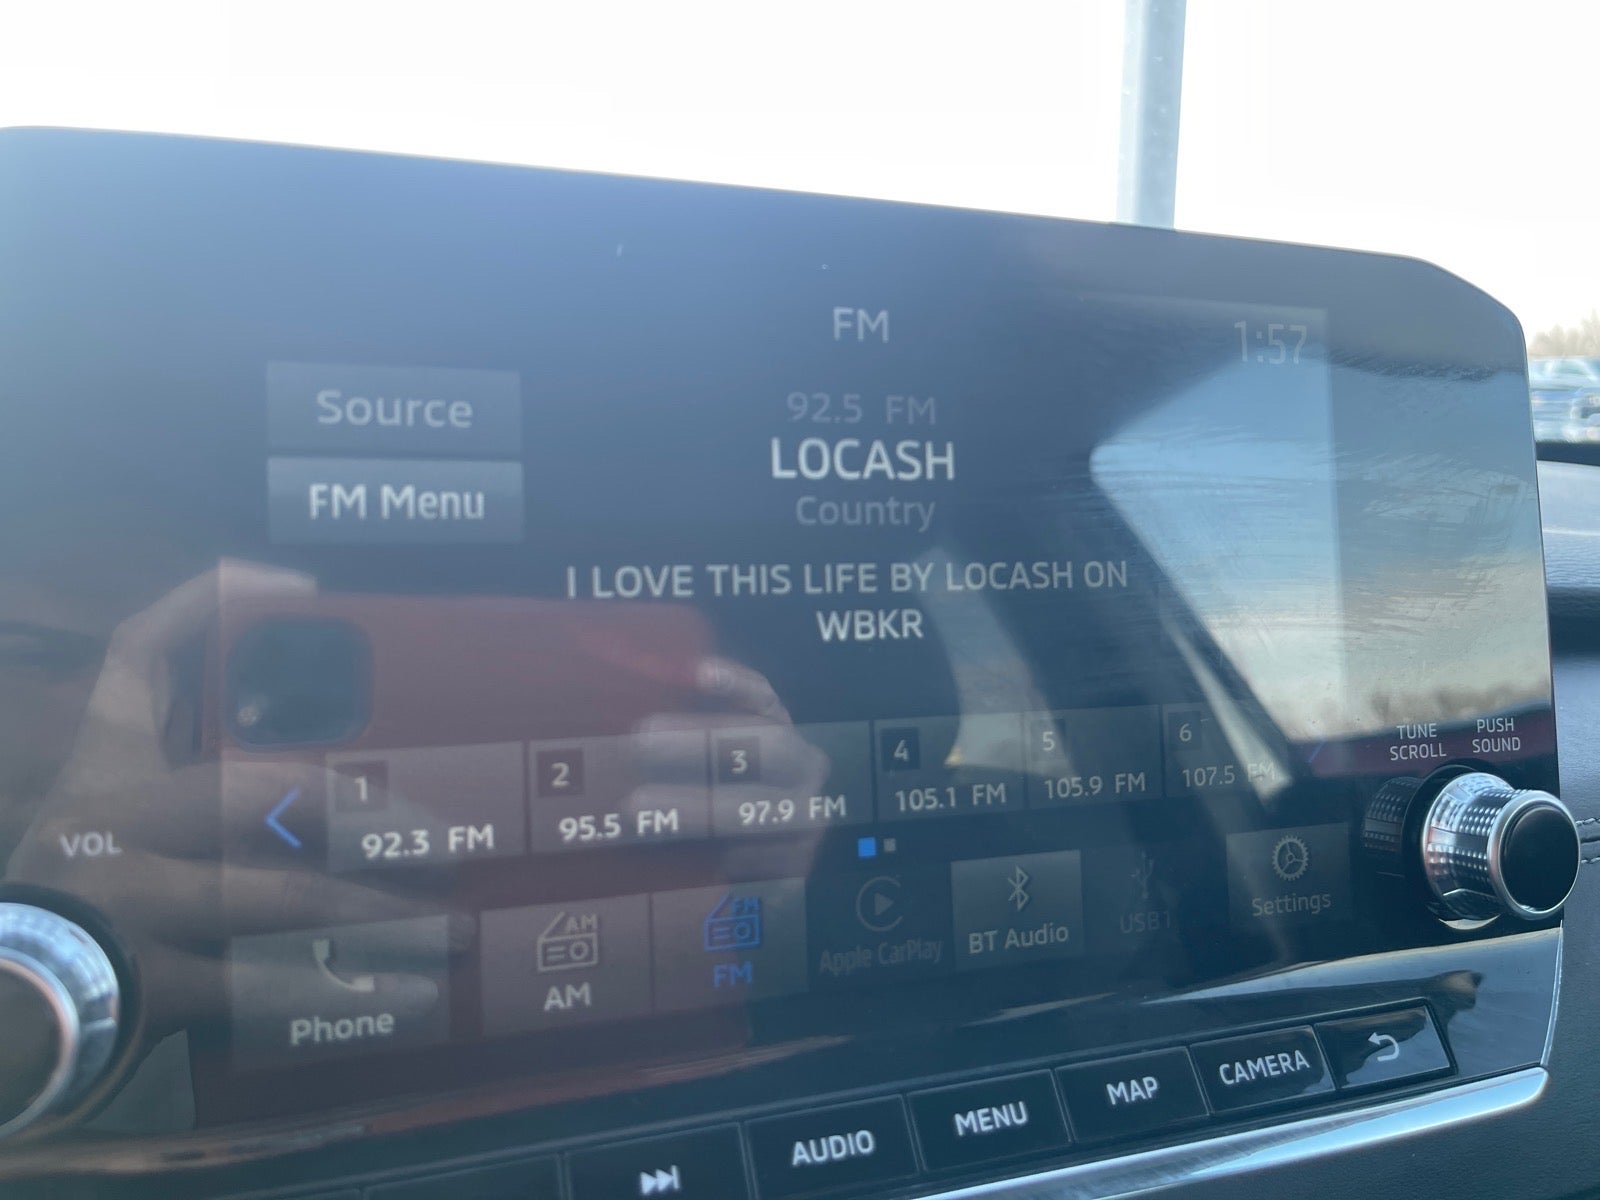 FM
1:57
Source
92.5 FM
LOCASH
FM Menu
Country
I LOVE THIS LIFE BY LOCASH ON
WBKR
TUNE
SCROLL
PUSH
SOUND
VOL
1
92.3 FM
2
95.5 FM
3
97.9 FM
4
105.1 FM
5
105.9 FM
6
107.5 FM
Phone
AM
AM
FM
FM
Apple CarPlay
BT Audio
USB1
Settings
AUDIO
MENU
MAP
CAMERA